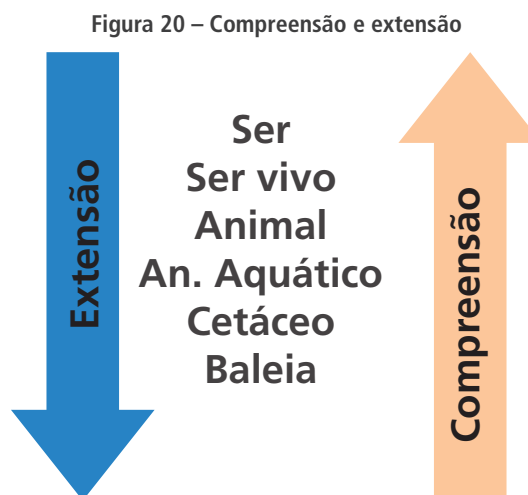 Figura 20 – Compreensão e extensão
Extensão
Ser
Ser vivo
Animal
An. Aquático
Cetáceo
Baleia
Compreensão